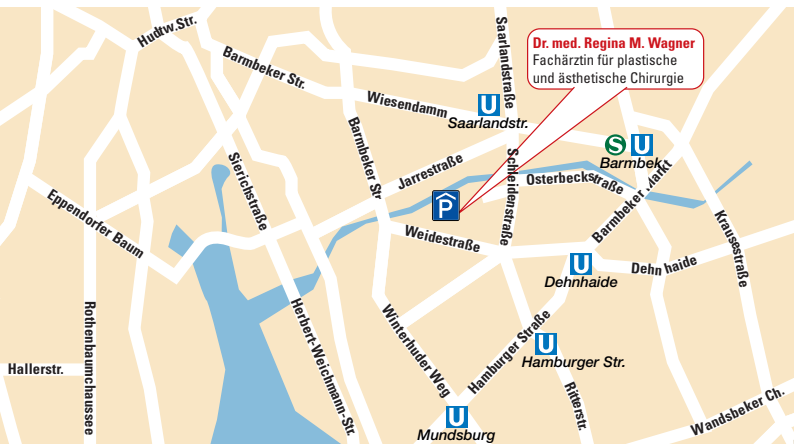 Hudtw.Str.
Saarlandstraße
Dr. med. Regina M. Wagner
Fachärztin für plastische
und ästhetische Chirurgie
Barmbeker Str.
Wiesendamm
U
Saarlandstr.
S U
Barmbek
Barmbeker Str
Sierichstraße
Jarrestraße
Schleidenstraße
Osterbeckstraße
Barmbeker Markt
Krausestraße
Eppendorfer Baum
P
Weidestraße
U
Dehnhaide
Dehn haide
Rothenbaumchaussee
Herbert-Weichmann-Str.
Winterhuder Weg
Hamburger Straße
U
Hamburger Str.
Hallerstr.
Ritterstr.
Wandsbeker Ch.
U
Mundsburg